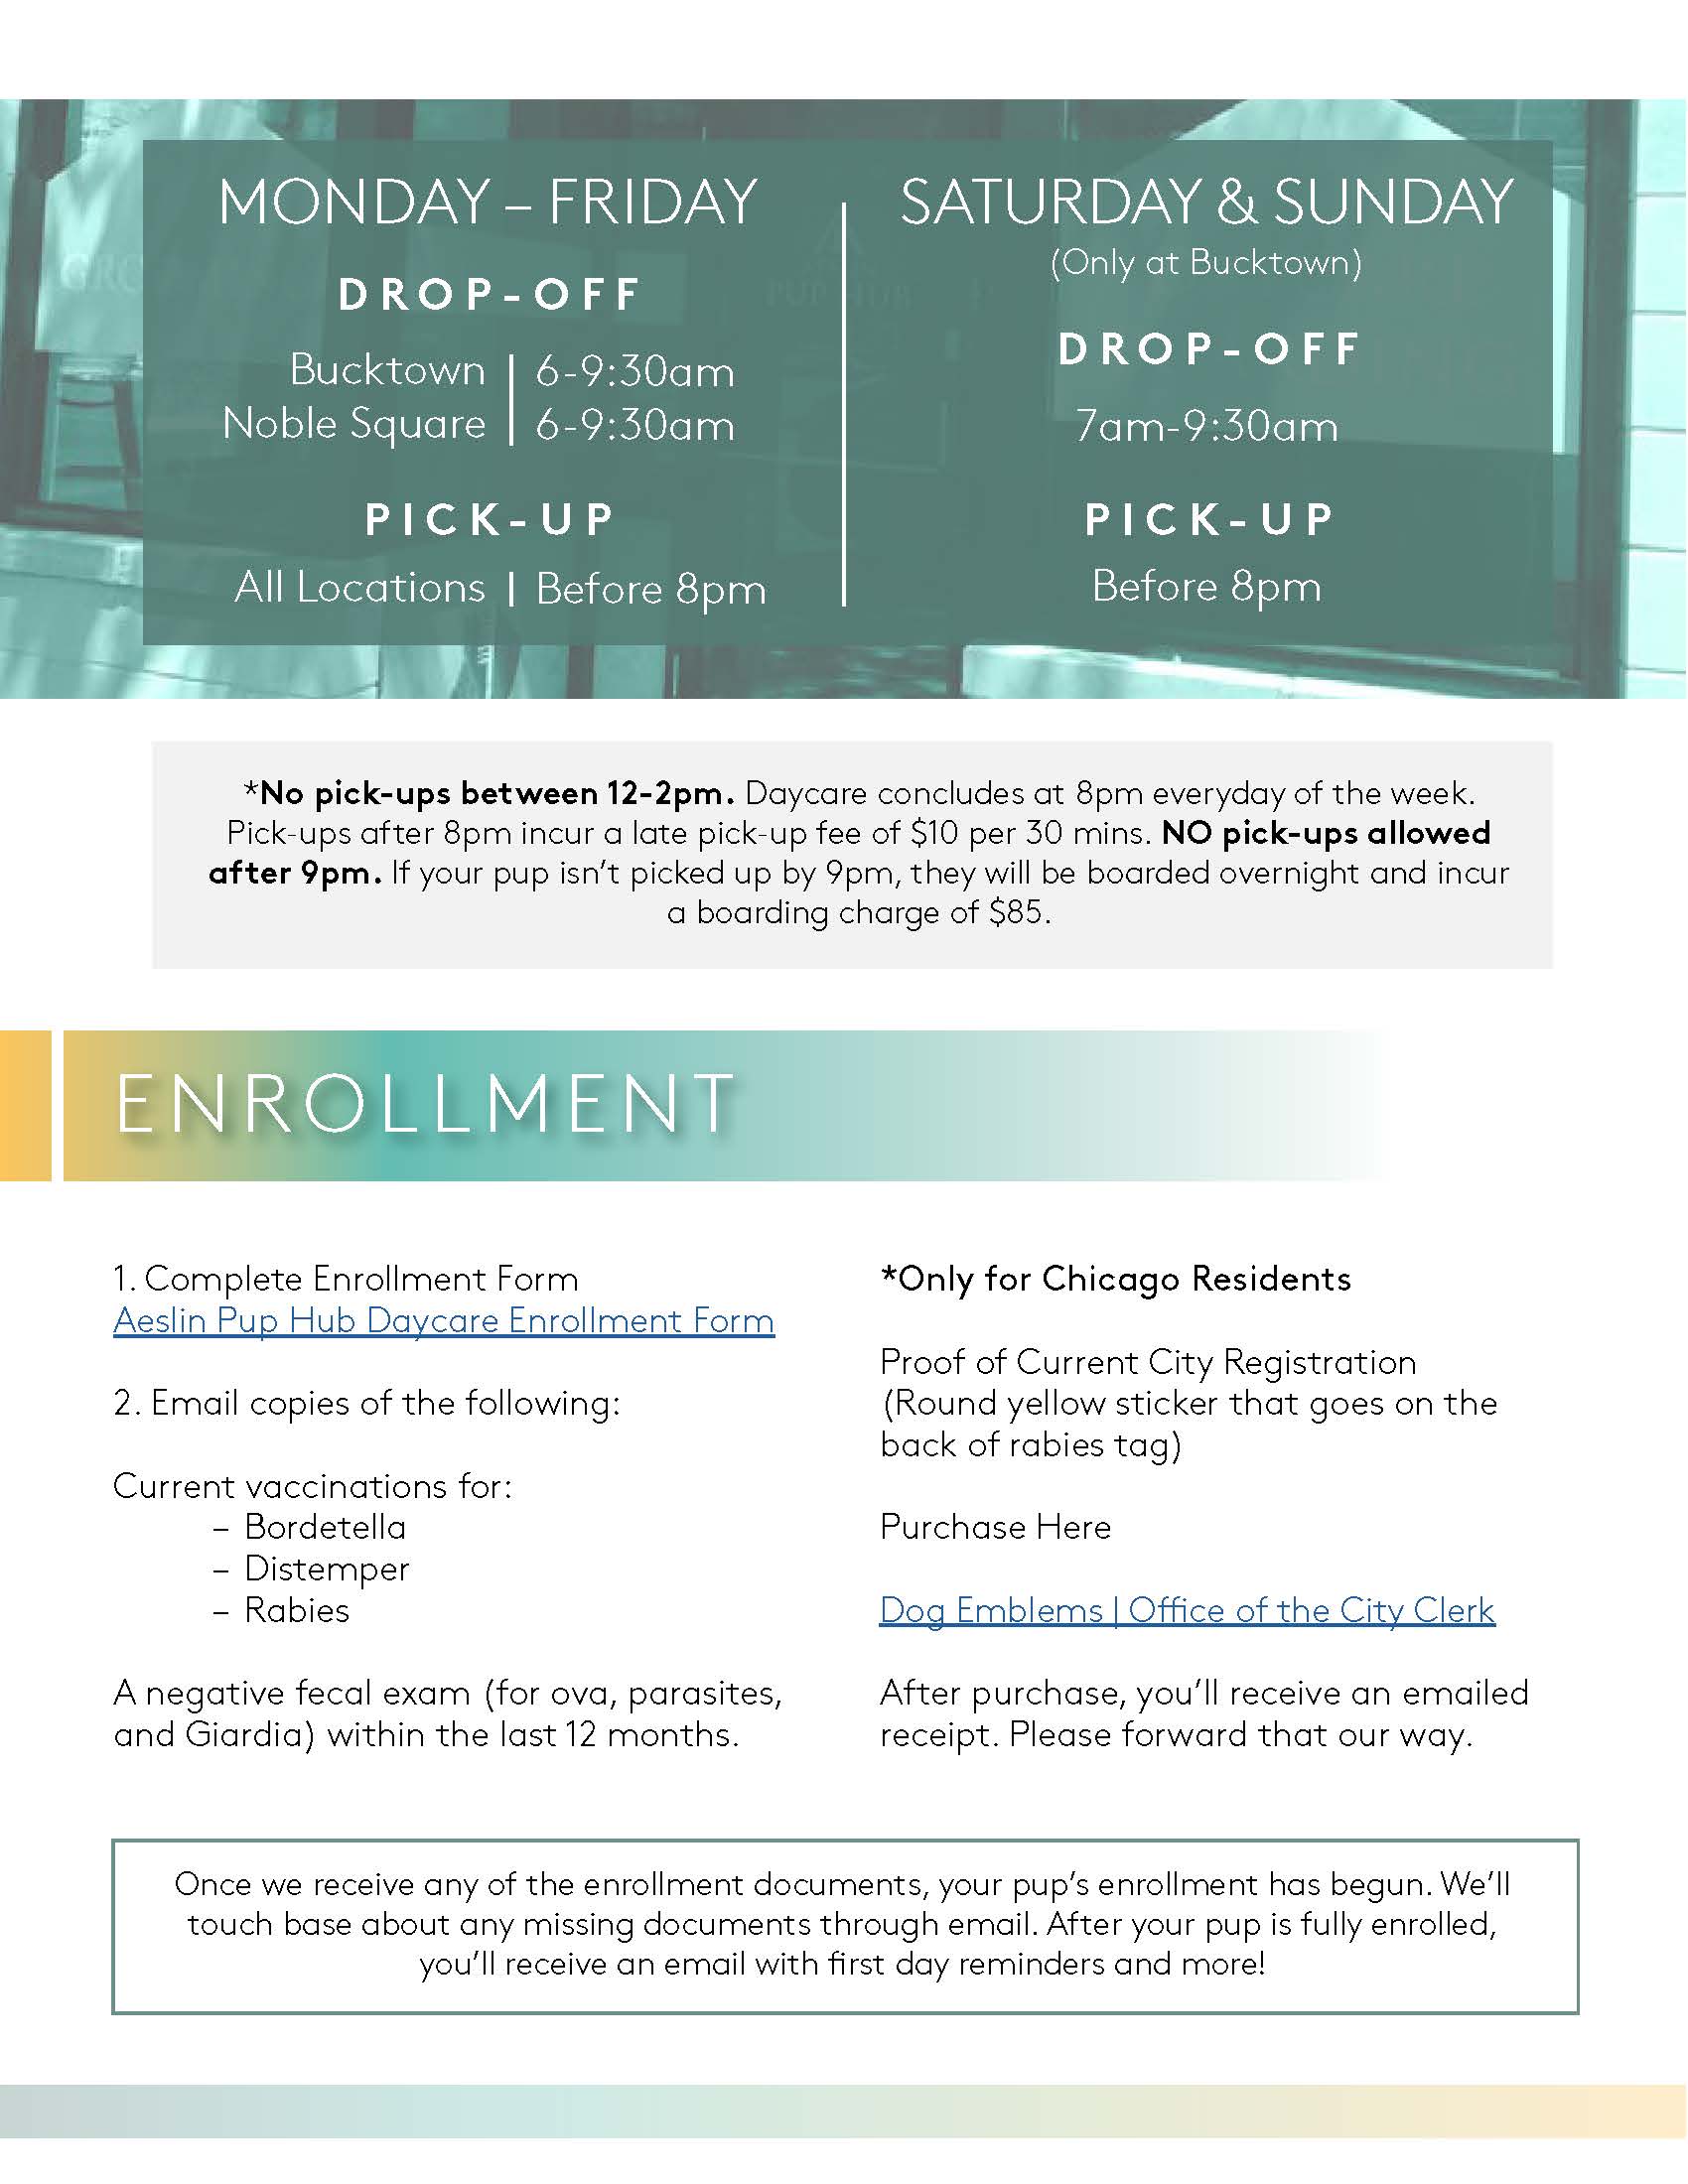 MONDAY – FRIDAY
DROP-OFF
Bucktown | 6-9:30am
Noble Square | 6-9:30am
PICK-UP
All Locations | Before 8pm
SATURDAY & SUNDAY
(Only at Bucktown)
DROP-OFF
7am-9:30am
PICK-UP
Before 8pm
*No pick-ups between 12-2pm. Daycare concludes at 8pm everyday of the week.
Pick-ups after 8pm incur a late pick-up fee of $10 per 30 mins. NO pick-ups allowed
after 9pm. If your pup isn’t picked up by 9pm, they will be boarded overnight and incur
a boarding charge of $85.
ENROLLMENT
1. Complete Enrollment Form
Aeslin Pup Hub Daycare Enrollment Form
2. Email copies of the following:
Current vaccinations for:
– Bordetella
– Distemper
– Rabies
A negative fecal exam (for ova, parasites,
and Giardia) within the last 12 months.
*Only for Chicago Residents
Proof of Current City Registration
(Round yellow sticker that goes on the
back of rabies tag)
Purchase Here
Dog Emblems | Office of the City Clerk
After purchase, you’ll receive an emailed
receipt. Please forward that our way.
Once we receive any of the enrollment documents, your pup’s enrollment has begun. We’ll
touch base about any missing documents through email. After your pup is fully enrolled,
you’ll receive an email with first day reminders and more!